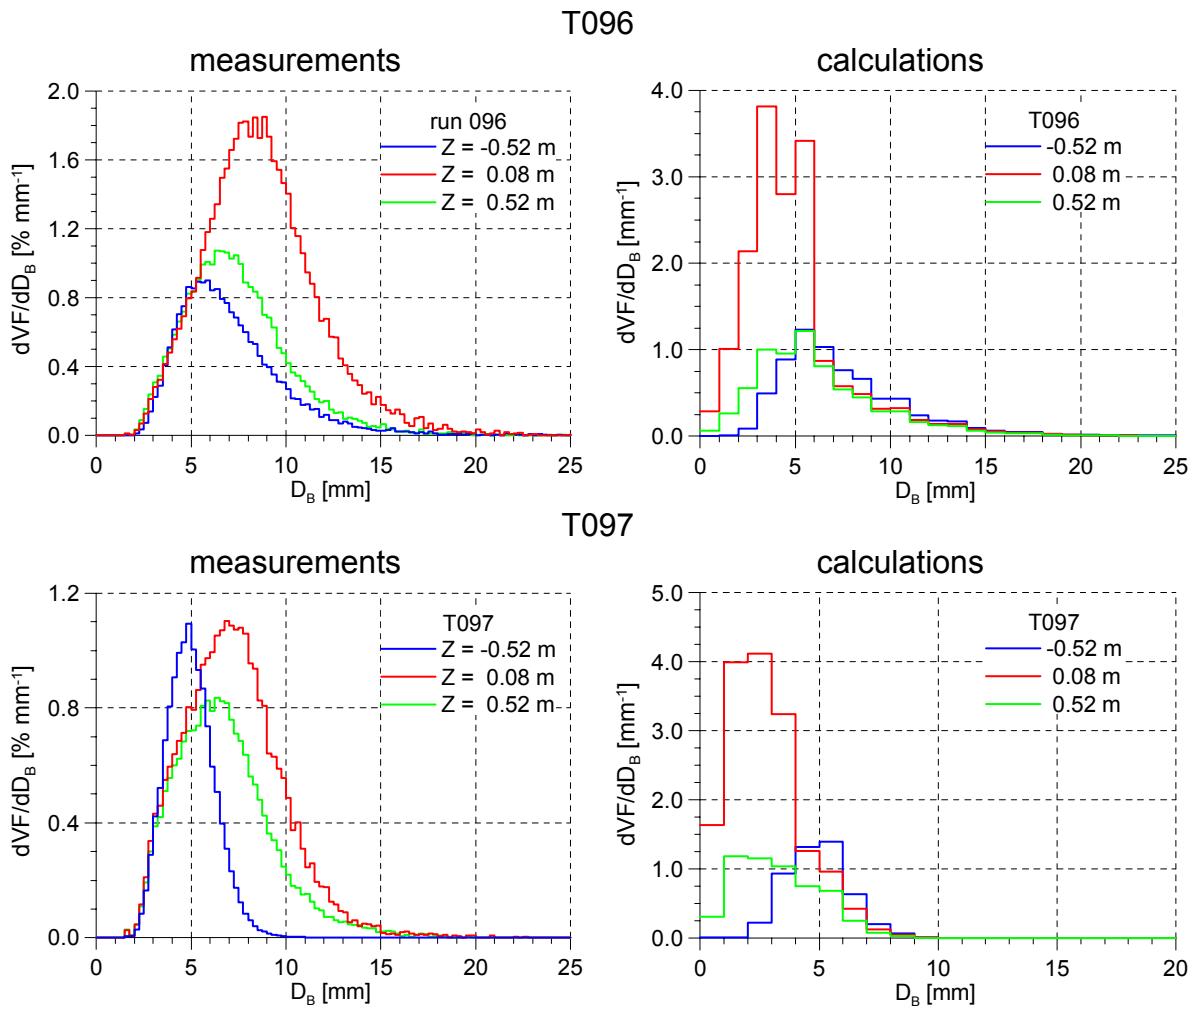 T096
measurements
calculations
2.0
1.6
1.2
0.8
0.4
0.0
dVF/dD_B [% mm⁻¹]
run 096
Z = -0.52 m
Z = 0.08 m
Z = 0.52 m
0 5 10 15 20 25
D_B [mm]
4.0
3.0
2.0
1.0
0.0
dVF/dD_B [mm⁻¹]
T096
-0.52 m
0.08 m
0.52 m
0 5 10 15 20 25
D_B [mm]
T097
measurements
calculations
1.2
0.8
0.4
0.0
dVF/dD_B [% mm⁻¹]
T097
Z = -0.52 m
Z = 0.08 m
Z = 0.52 m
0 5 10 15 20 25
D_B [mm]
5.0
4.0
3.0
2.0
1.0
0.0
dVF/dD_B [mm⁻¹]
T097
-0.52 m
0.08 m
0.52 m
0 5 10 15 20
D_B [mm]